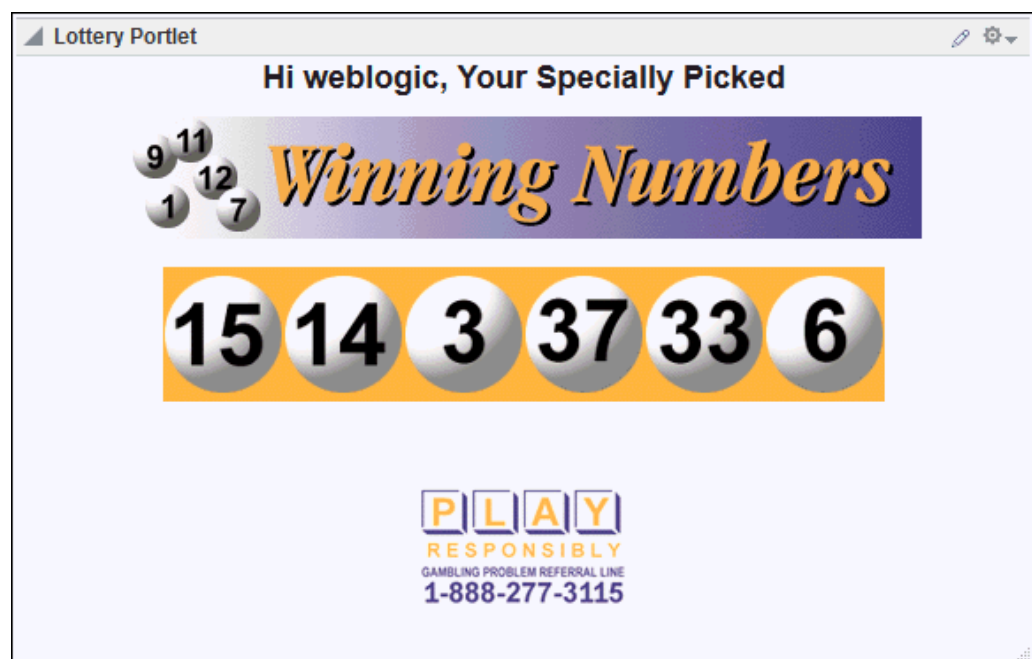 Lottery Portlet
Hi weblogic, Your Specially Picked
9 11 12 1 7
Winning Numbers
15 14 3 37 33 6
PLAY
RESPONSIBLY
GAMBLING PROBLEM REFERRAL LINE
1-888-277-3115